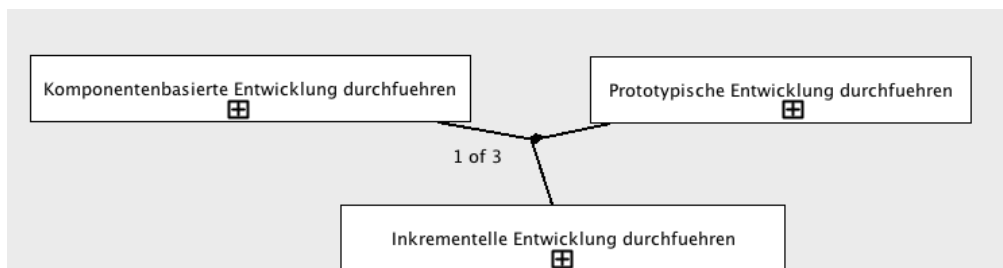 Komponentenbasierte Entwicklung durchfuehren
Prototypische Entwicklung durchfuehren
1 of 3
Inkrementelle Entwicklung durchfuehren